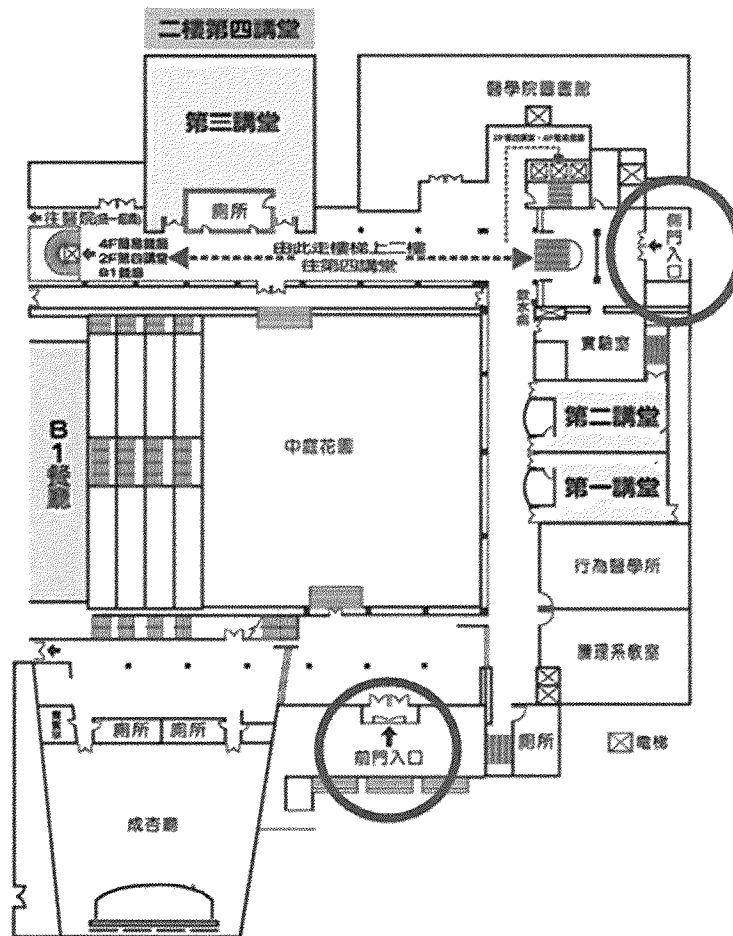 二樓第四講堂
醫學院圖書館
第三講堂
廁所
往醫院
4F簡易餐廳
2F第四講堂
B1餐廳
由此走樓梯上二樓
往第四講堂
側門入口
實驗室
第二講堂
第一講堂
B1餐廳
中庭花園
行為醫學所
護理系教室
廁所
廁所
前門入口
廁所
電梯
成杏廳